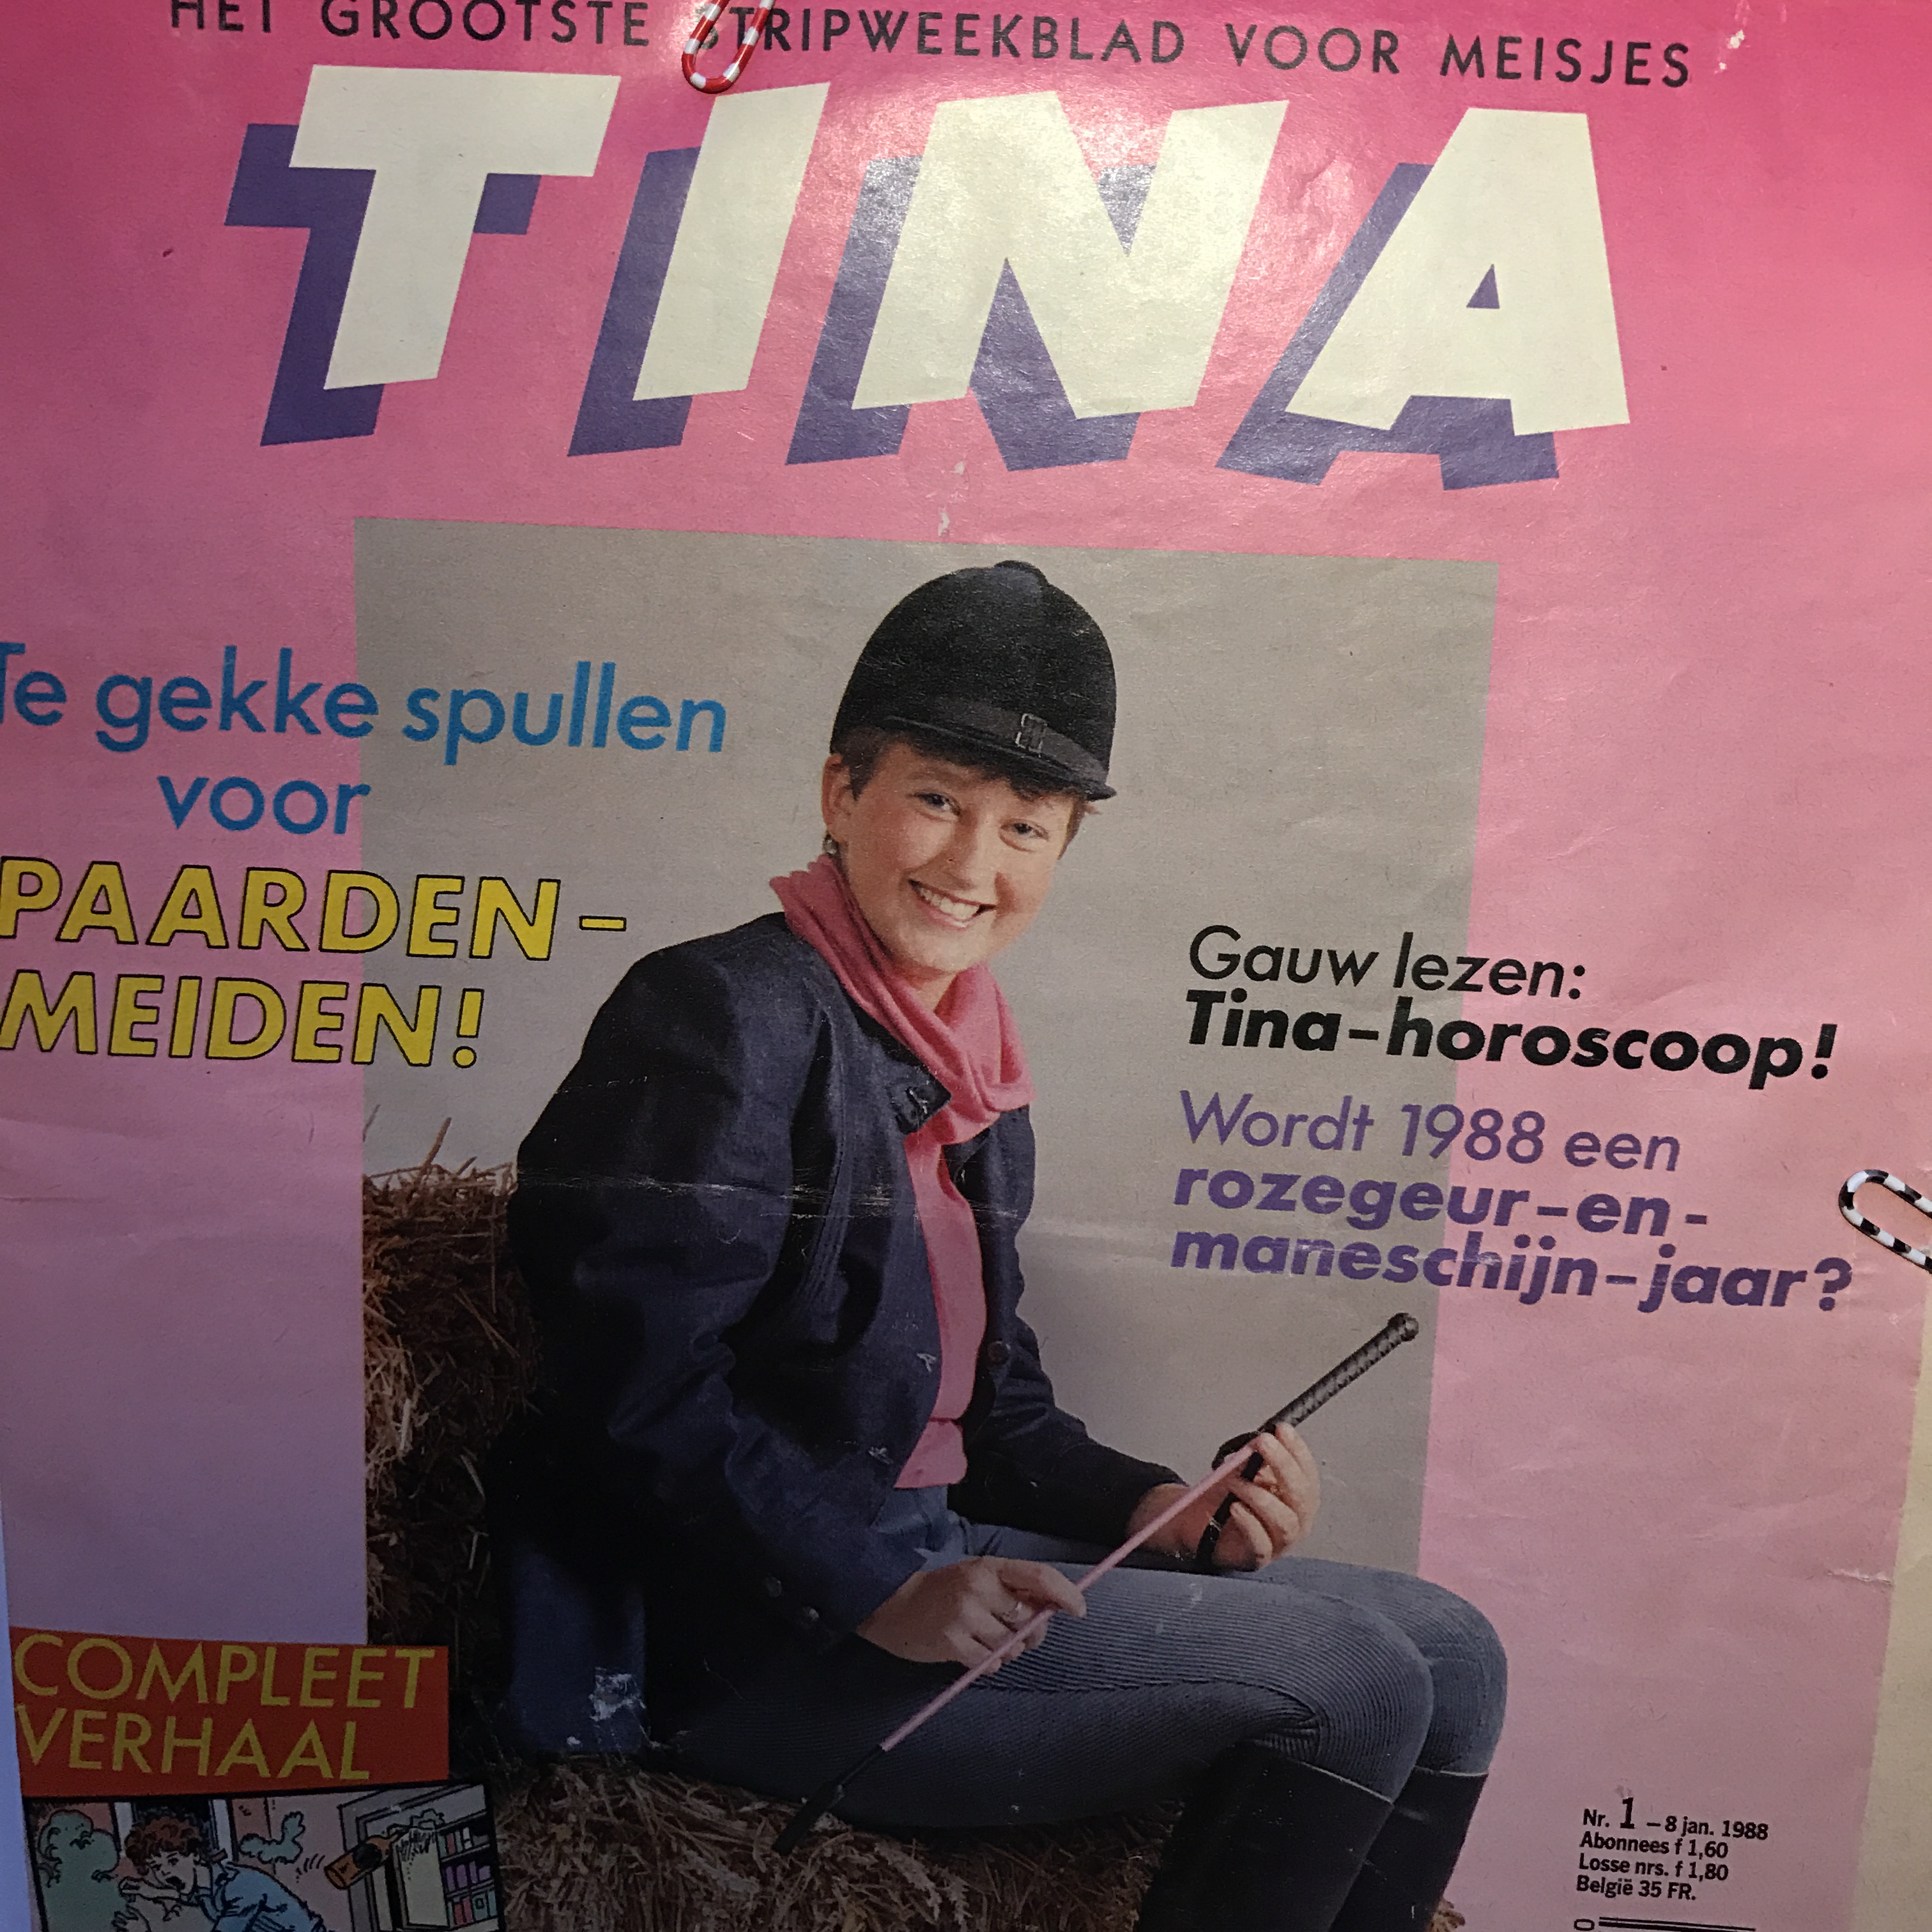 HET GROOTSTE STRIPWEEKBLAD VOOR MEISJES
TINA
Te gekke spullen
voor
PAARDEN-
MEIDEN!
Gauw lezen:
Tina-horoscoop!
Wordt 1988 een
rozegeur-en-
maneschijn-jaar?
COMPLEET
VERHAAL
Nr. 1 - 8 jan. 1988
Abonnees f 1,60
Losse nrs. f 1,80
België 35 FR.